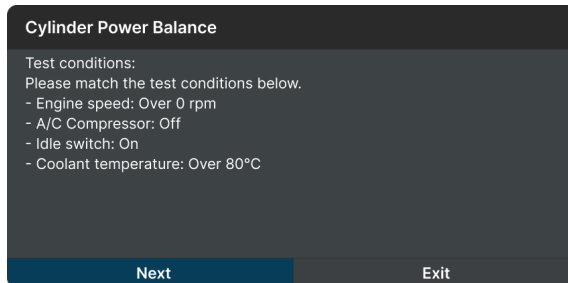 Cylinder Power Balance
Test conditions:
Please match the test conditions below.
- Engine speed: Over 0 rpm
- A/C Compressor: Off
- Idle switch: On
- Coolant temperature: Over 80°C
Next Exit